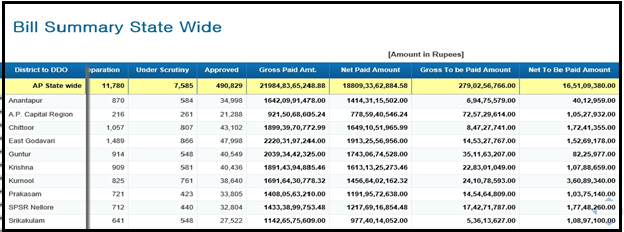 Bill Summary State Wide
[Amount in Rupees]
District to DDO eparation Under Scrutiny Approved Gross Paid Amt. Net Paid Amount Gross To be Paid Amount Net To Be Paid Amount
AP State wide 11,780 7,585 490,829 21984,83,65,248.88 18809,33,62,884.58 279,02,56,766.00 16,51,09,380.00
Anantapur 870 584 34,998 1642,09,91,478.00 1414,31,15,502.00 6,94,75,579.00 40,12,959.00
A.P. Capital Region 216 261 21,288 921,50,68,605.24 778,59,40,546.24 72,57,29,614.00 1,05,27,932.00
Chittoor 1,057 807 43,102 1899,39,70,772.99 1649,10,51,965.99 8,47,27,741.00 1,72,41,355.00
East Godavari 1,489 866 47,998 2220,31,97,244.00 1913,25,56,956.00 14,53,27,767.00 1,52,69,178.00
Guntur 914 548 40,549 2039,34,42,325.00 1743,06,74,528.00 35,11,63,207.00 82,25,977.00
Krishna 909 761 38,640 1891,43,94,885.46 1613,13,25,273.46 22,83,01,049.00 1,07,88,659.00
Kurnool 825 758 38,632 1691,64,30,778.32 1456,64,02,162.32 24,10,78,593.00 3,60,89,340.00
Prakasam 721 423 33,805 1408,05,63,210.00 1191,95,72,638.00 14,54,64,809.00 1,03,75,140.00
SPSR Nellore 712 440 32,804 1433,38,99,753.48 1217,69,16,854.48 17,42,71,787.00 1,77,48,260.00
Srikakulam 641 548 27,522 1142,65,75,609.00 977,40,14,052.00 5,36,13,627.00 1,08,97,100.00